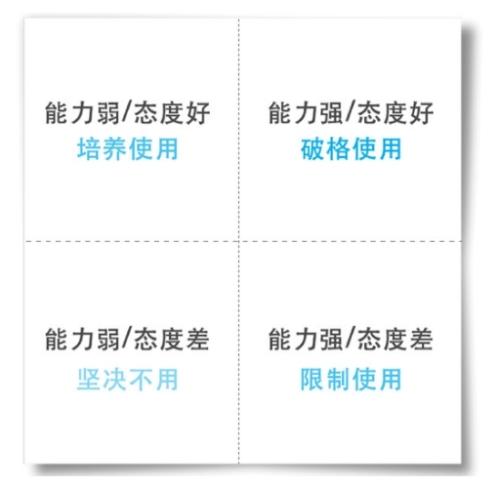 能力弱/态度好
培养使用
能力强/态度好
破格使用
能力弱/态度差
坚决不用
能力强/态度差
限制使用